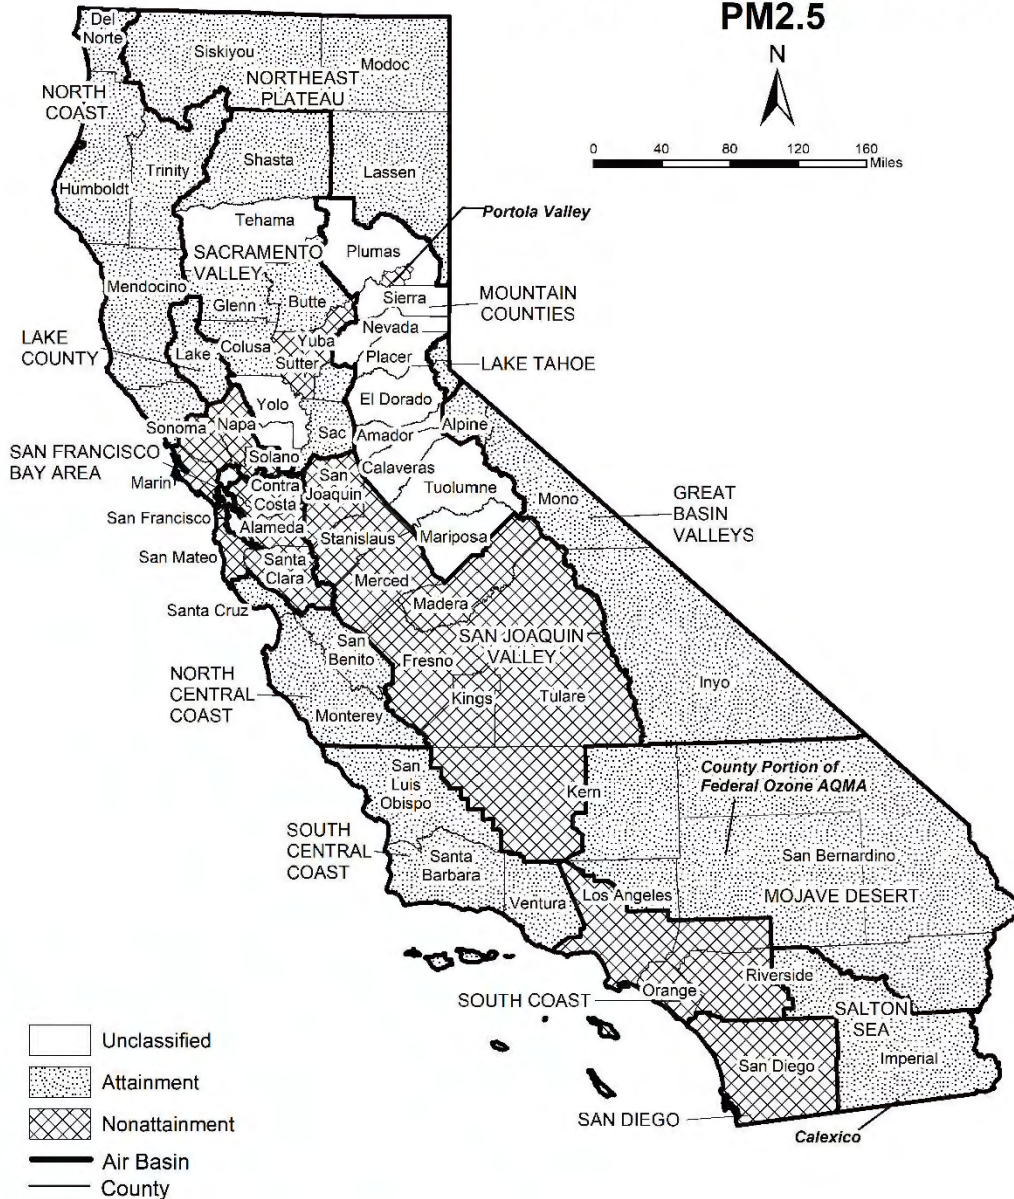 PM2.5
N
0 40 80 120 160
Miles
Del
Norte
Siskiyou
Modoc
NORTHEAST
PLATEAU
NORTH
COAST
Shasta
Trinity
Lassen
Humboldt
Portola Valley
Tehama
Plumas
SACRAMENTO
VALLEY
Mendocino
Glenn
Butte
Sierra
MOUNTAIN
COUNTIES
Nevada
Yuba
LAKE
COUNTY
Lake
Colusa
Placer
Sutter
LAKE TAHOE
Yolo
El Dorado
Sonoma
Napa
Sac
Amador
Alpine
SAN FRANCISCO
BAY AREA
Solano
Calaveras
Marin
Contra
Costa
San
Joaquin
Tuolumne
Mono
GREAT
BASIN
VALLEYS
San Francisco
Alameda
Stanislaus
Mariposa
San Mateo
Santa
Clara
Merced
Santa Cruz
Madera
San
Benito
SAN JOAQUIN
VALLEY
Fresno
NORTH
CENTRAL
COAST
Kings
Tulare
Inyo
Monterey
San
Luis
Obispo
Kern
County Portion of
Federal Ozone AQMA
SOUTH
CENTRAL
COAST
Santa
Barbara
San Bernardino
Ventura
Los Angeles
MOJAVE DESERT
Riverside
Orange
SOUTH COAST
SALTON
SEA
Imperial
San Diego
SAN DIEGO
Calexico
Unclassified
Attainment
Nonattainment
Air Basin
County